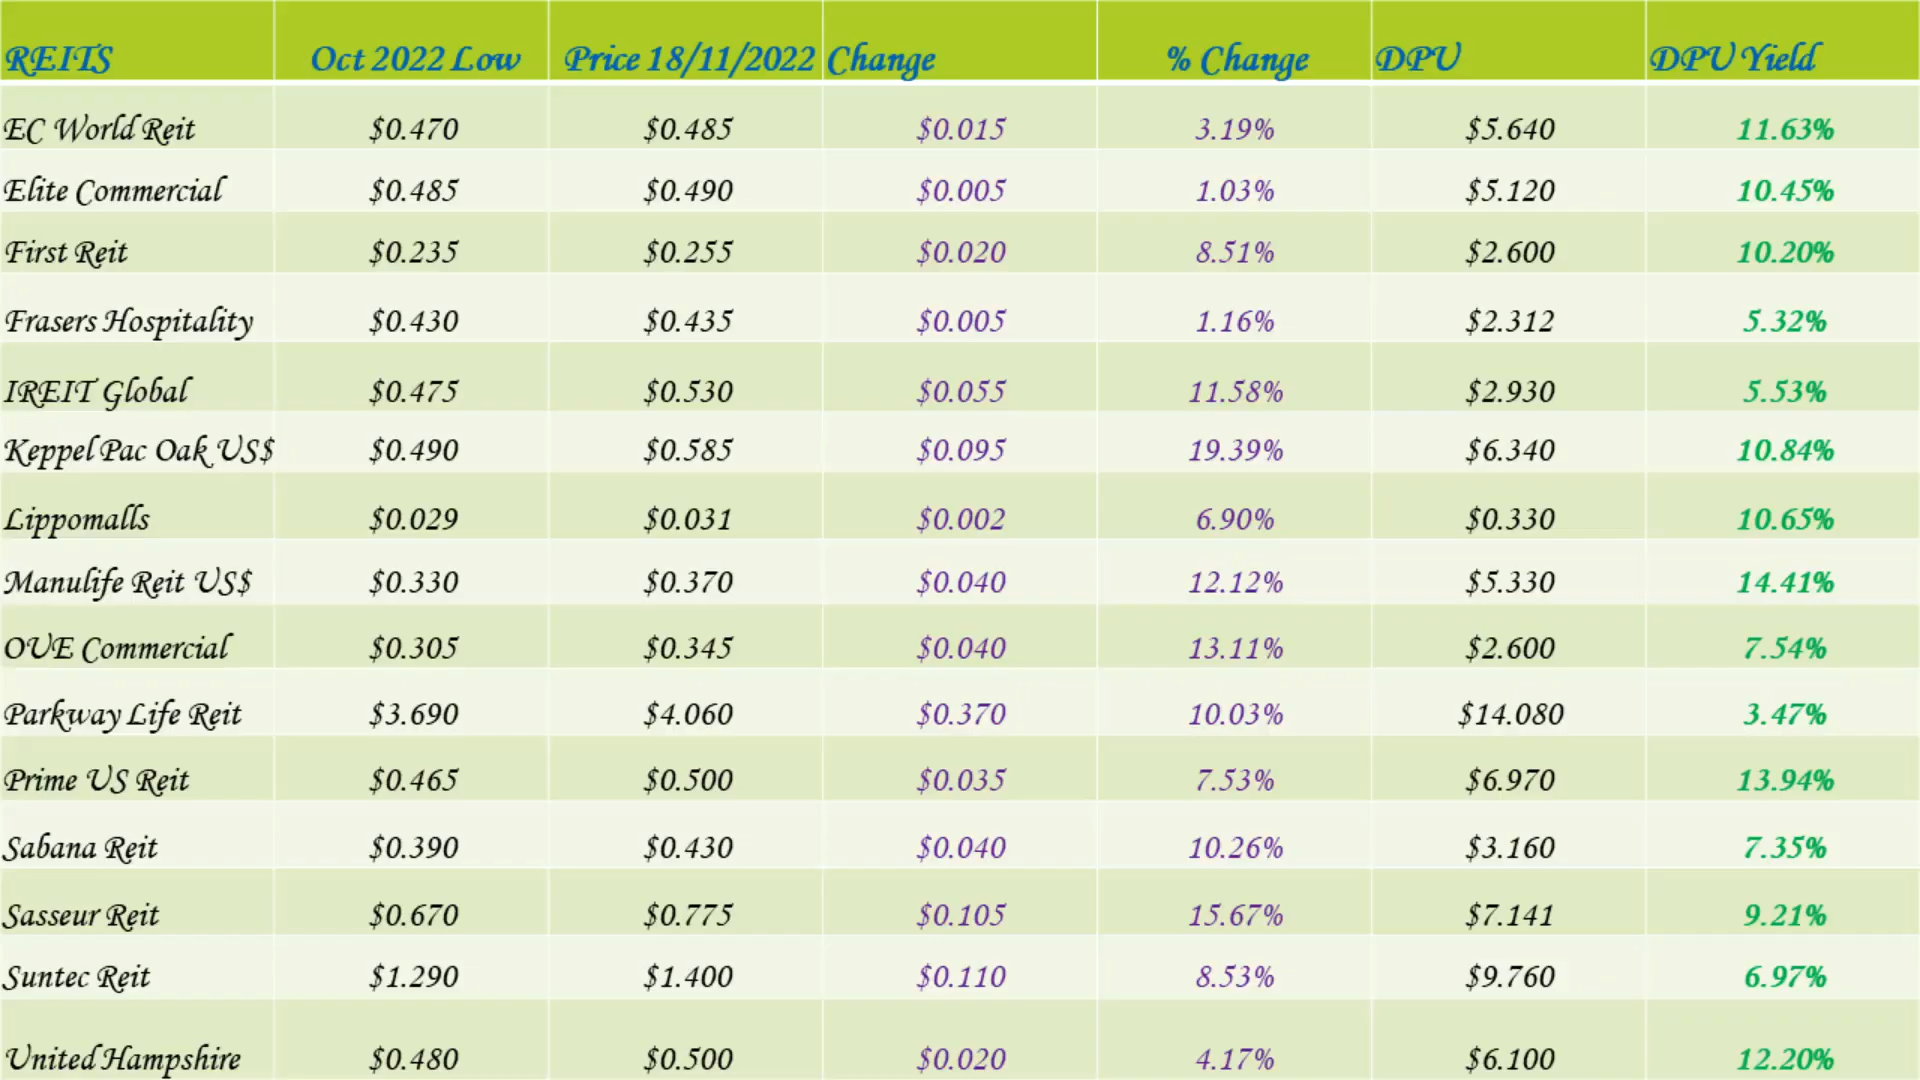 REITS Oct 2022 Low Price 18/11/2022 Change % Change DPU DPU Yield
EC World Reit $0.470 $0.485 $0.015 3.19% $5.640 11.63%
Elite Commercial $0.485 $0.490 $0.005 1.03% $5.120 10.45%
First Reit $0.235 $0.255 $0.020 8.51% $2.600 10.20%
Frasers Hospitality $0.430 $0.435 $0.005 1.16% $2.312 5.32%
IREIT Global $0.475 $0.530 $0.055 11.58% $2.930 5.53%
Keppel Pac Oak US$ $0.490 $0.585 $0.095 19.39% $6.340 10.84%
Lippomalls $0.029 $0.031 $0.002 6.90% $0.330 10.65%
Manulife Reit US$ $0.330 $0.370 $0.040 12.12% $5.330 14.41%
OUE Commercial $0.305 $0.345 $0.040 13.11% $2.600 7.54%
Parkway Life Reit $3.690 $4.060 $0.370 10.03% $14.080 3.47%
Prime US Reit $0.465 $0.500 $0.035 7.53% $6.970 13.94%
Sabana Reit $0.390 $0.430 $0.040 10.26% $3.160 7.35%
Sasseur Reit $0.670 $0.775 $0.105 15.67% $7.141 9.21%
Suntec Reit $1.290 $1.400 $0.110 8.53% $9.760 6.97%
United Hampshire $0.480 $0.500 $0.020 4.17% $6.100 12.20%